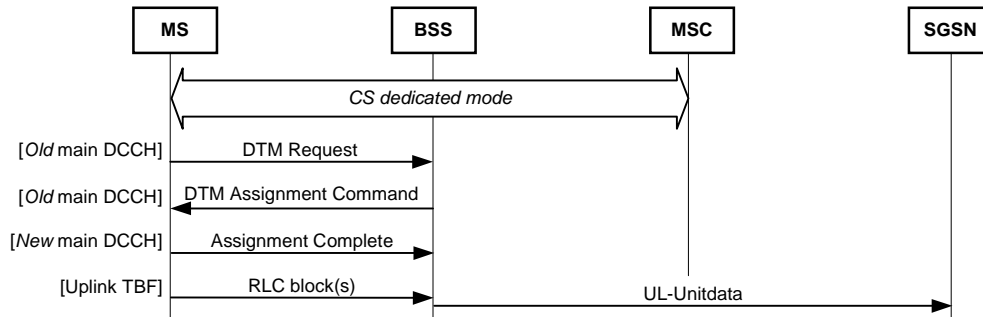 MS BSS MSC SGSN
CS dedicated mode
[Old main DCCH] DTM Request
[Old main DCCH] DTM Assignment Command
[New main DCCH] Assignment Complete
[Uplink TBF] RLC block(s) UL-Unitdata